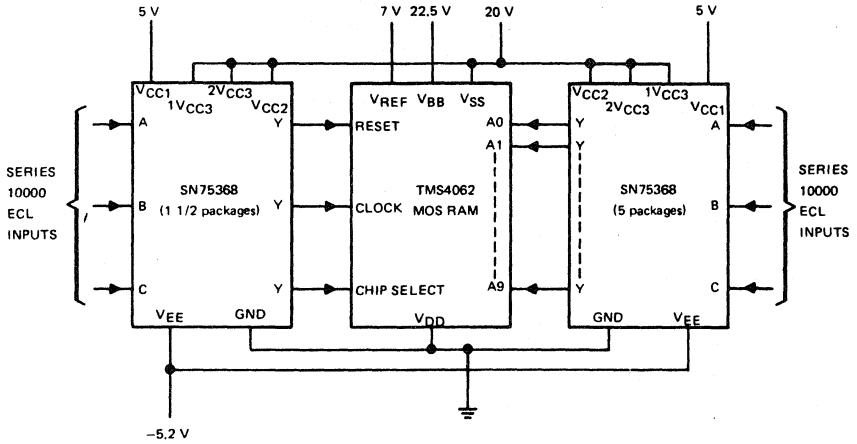 5 V 7 V 22.5 V 20 V 5 V
VCC1 1VCC3 2VCC3 VCC2 VREF VBB VSS VCC2 2VCC3 1VCC3 VCC1
A Y RESET A0 Y A
A1 Y
SERIES
10000
ECL
INPUTS
B SN75368
(1 1/2 packages) Y CLOCK
TMS4062
MOS RAM
SN75368
(5 packages) B
SERIES
10000
ECL
INPUTS
C Y CHIP SELECT A9 Y C
VEE GND VDD GND VEE
−5.2 V